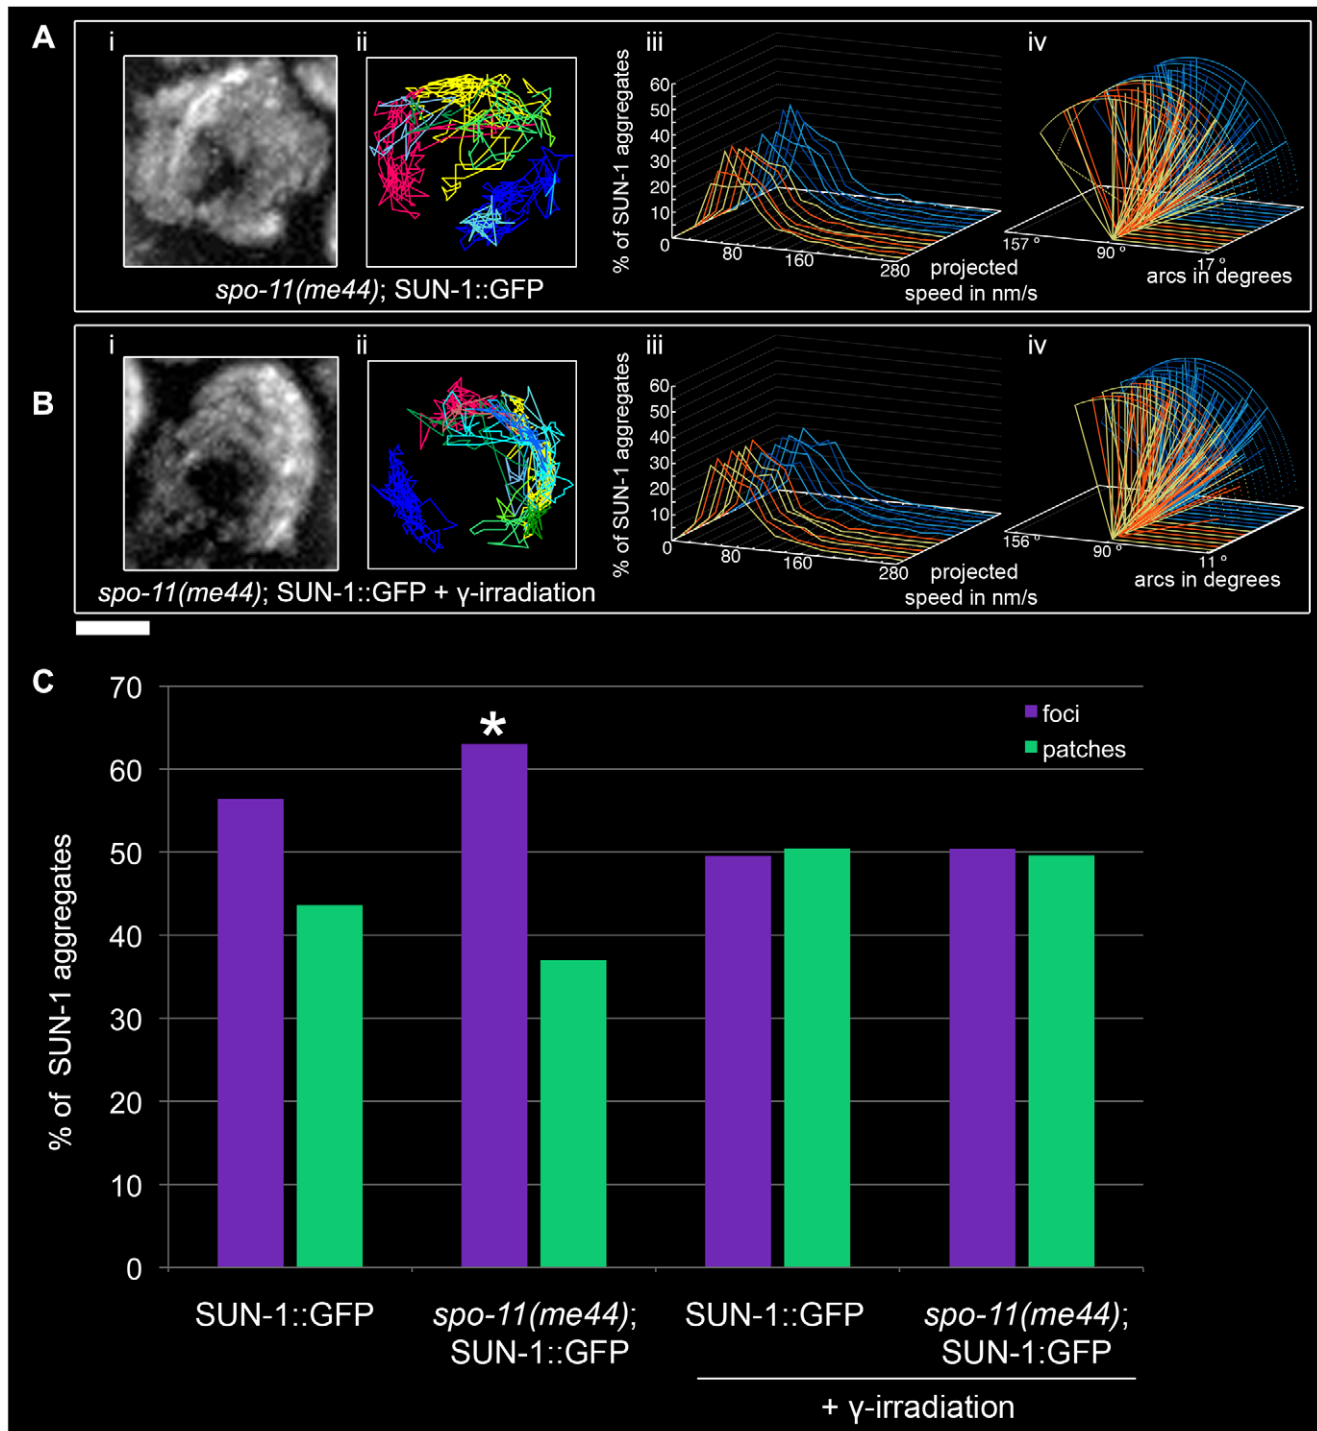 A
i
ii
iii
iv
% of SUN-1 aggregates
60
50
40
30
20
10
0
80
160
280
projected
speed in nm/s
157 °
90 °
17 °
arcs in degrees
spo-11(me44); SUN-1::GFP
B
i
ii
iii
iv
% of SUN-1 aggregates
60
50
40
30
20
10
0
80
160
280
projected
speed in nm/s
156 °
90 °
11 °
arcs in degrees
spo-11(me44); SUN-1::GFP + γ-irradiation
C
% of SUN-1 aggregates
70
60
50
40
30
20
10
0
*
foci
patches
SUN-1::GFP
spo-11(me44);
SUN-1::GFP
SUN-1::GFP
spo-11(me44);
SUN-1:GFP
+ γ-irradiation